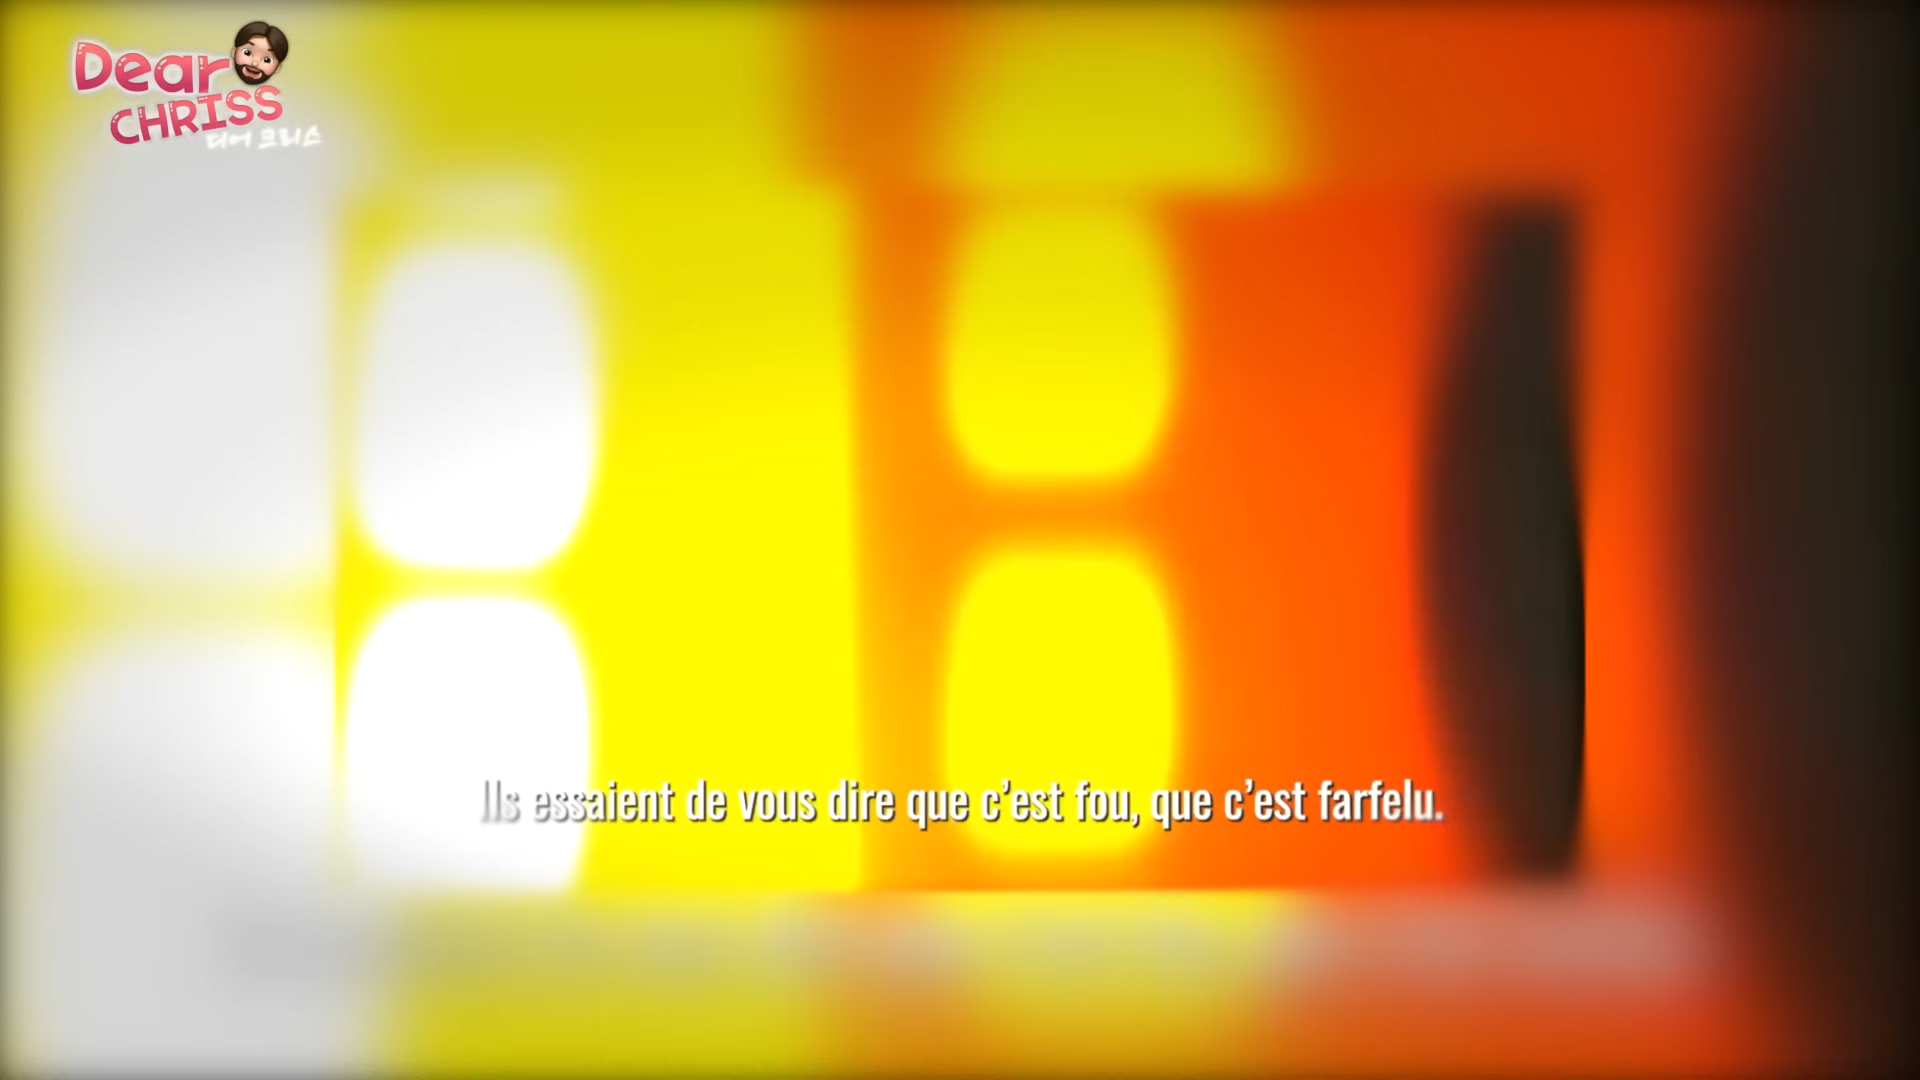 Dear
CHRISS
디어 크리스
Ils essaient de vous dire que c'est fou, que c'est farfelu.